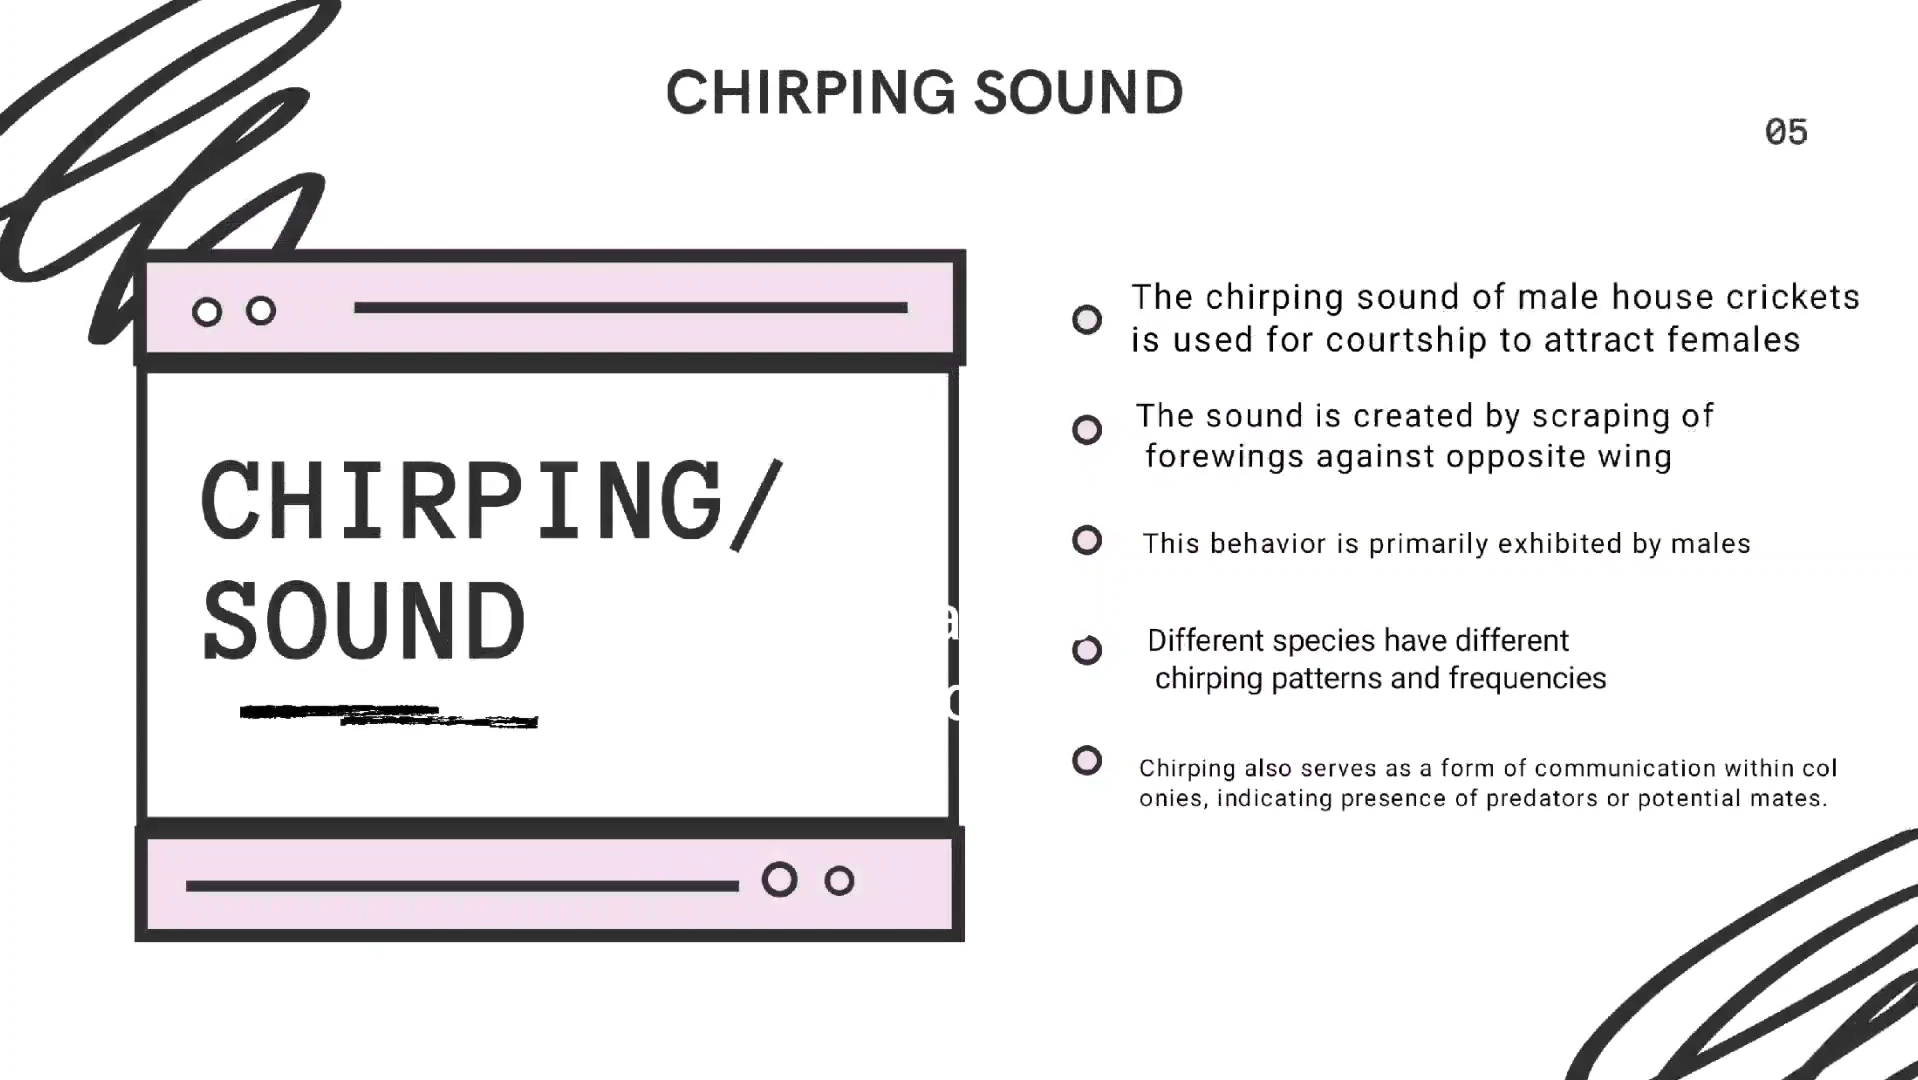 CHIRPING SOUND
05
CHIRPING/
SOUND
The chirping sound of male house crickets
is used for courtship to attract females
The sound is created by scraping of
forewings against opposite wing
This behavior is primarily exhibited by males
Different species have different
chirping patterns and frequencies
Chirping also serves as a form of communication within col
onies, indicating presence of predators or potential mates.